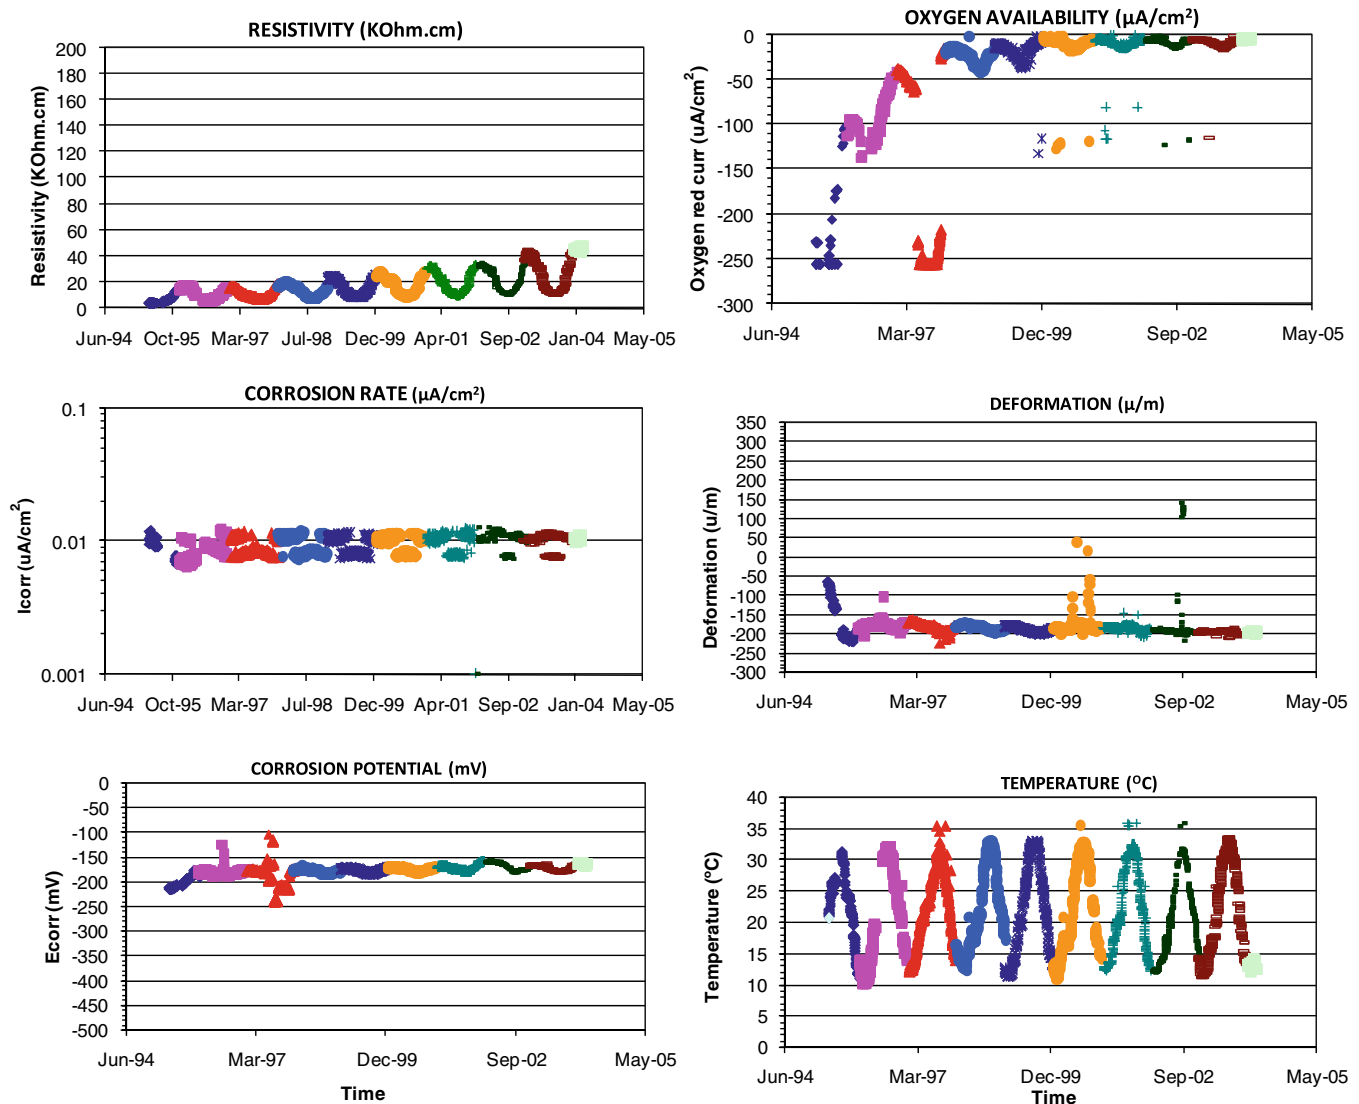 RESISTIVITY (KOhm.cm)
Resistivity (KOhm.cm)
200
180
160
140
120
100
80
60
40
20
0
Jun-94 Oct-95 Mar-97 Jul-98 Dec-99 Apr-01 Sep-02 Jan-04 May-05
OXYGEN AVAILABILITY (µA/cm²)
Oxygen red curr (uA/cm²)
0
-50
-100
-150
-200
-250
-300
Jun-94 Mar-97 Dec-99 Sep-02 May-05
CORROSION RATE (µA/cm²)
Icorr (uA/cm²)
0.1
0.01
0.001
Jun-94 Oct-95 Mar-97 Jul-98 Dec-99 Apr-01 Sep-02 Jan-04 May-05
DEFORMATION (µ/m)
Deformation (u/m)
350
300
250
200
150
100
50
0
-50
-100
-150
-200
-250
-300
Jun-94 Mar-97 Dec-99 Sep-02 May-05
CORROSION POTENTIAL (mV)
Ecorr (mV)
0
-50
-100
-150
-200
-250
-300
-350
-400
-450
-500
Jun-94 Mar-97 Dec-99 Sep-02 May-05
Time
TEMPERATURE (ºC)
Temperature (°C)
40
35
30
25
20
15
10
5
0
Jun-94 Mar-97 Dec-99 Sep-02 May-05
Time